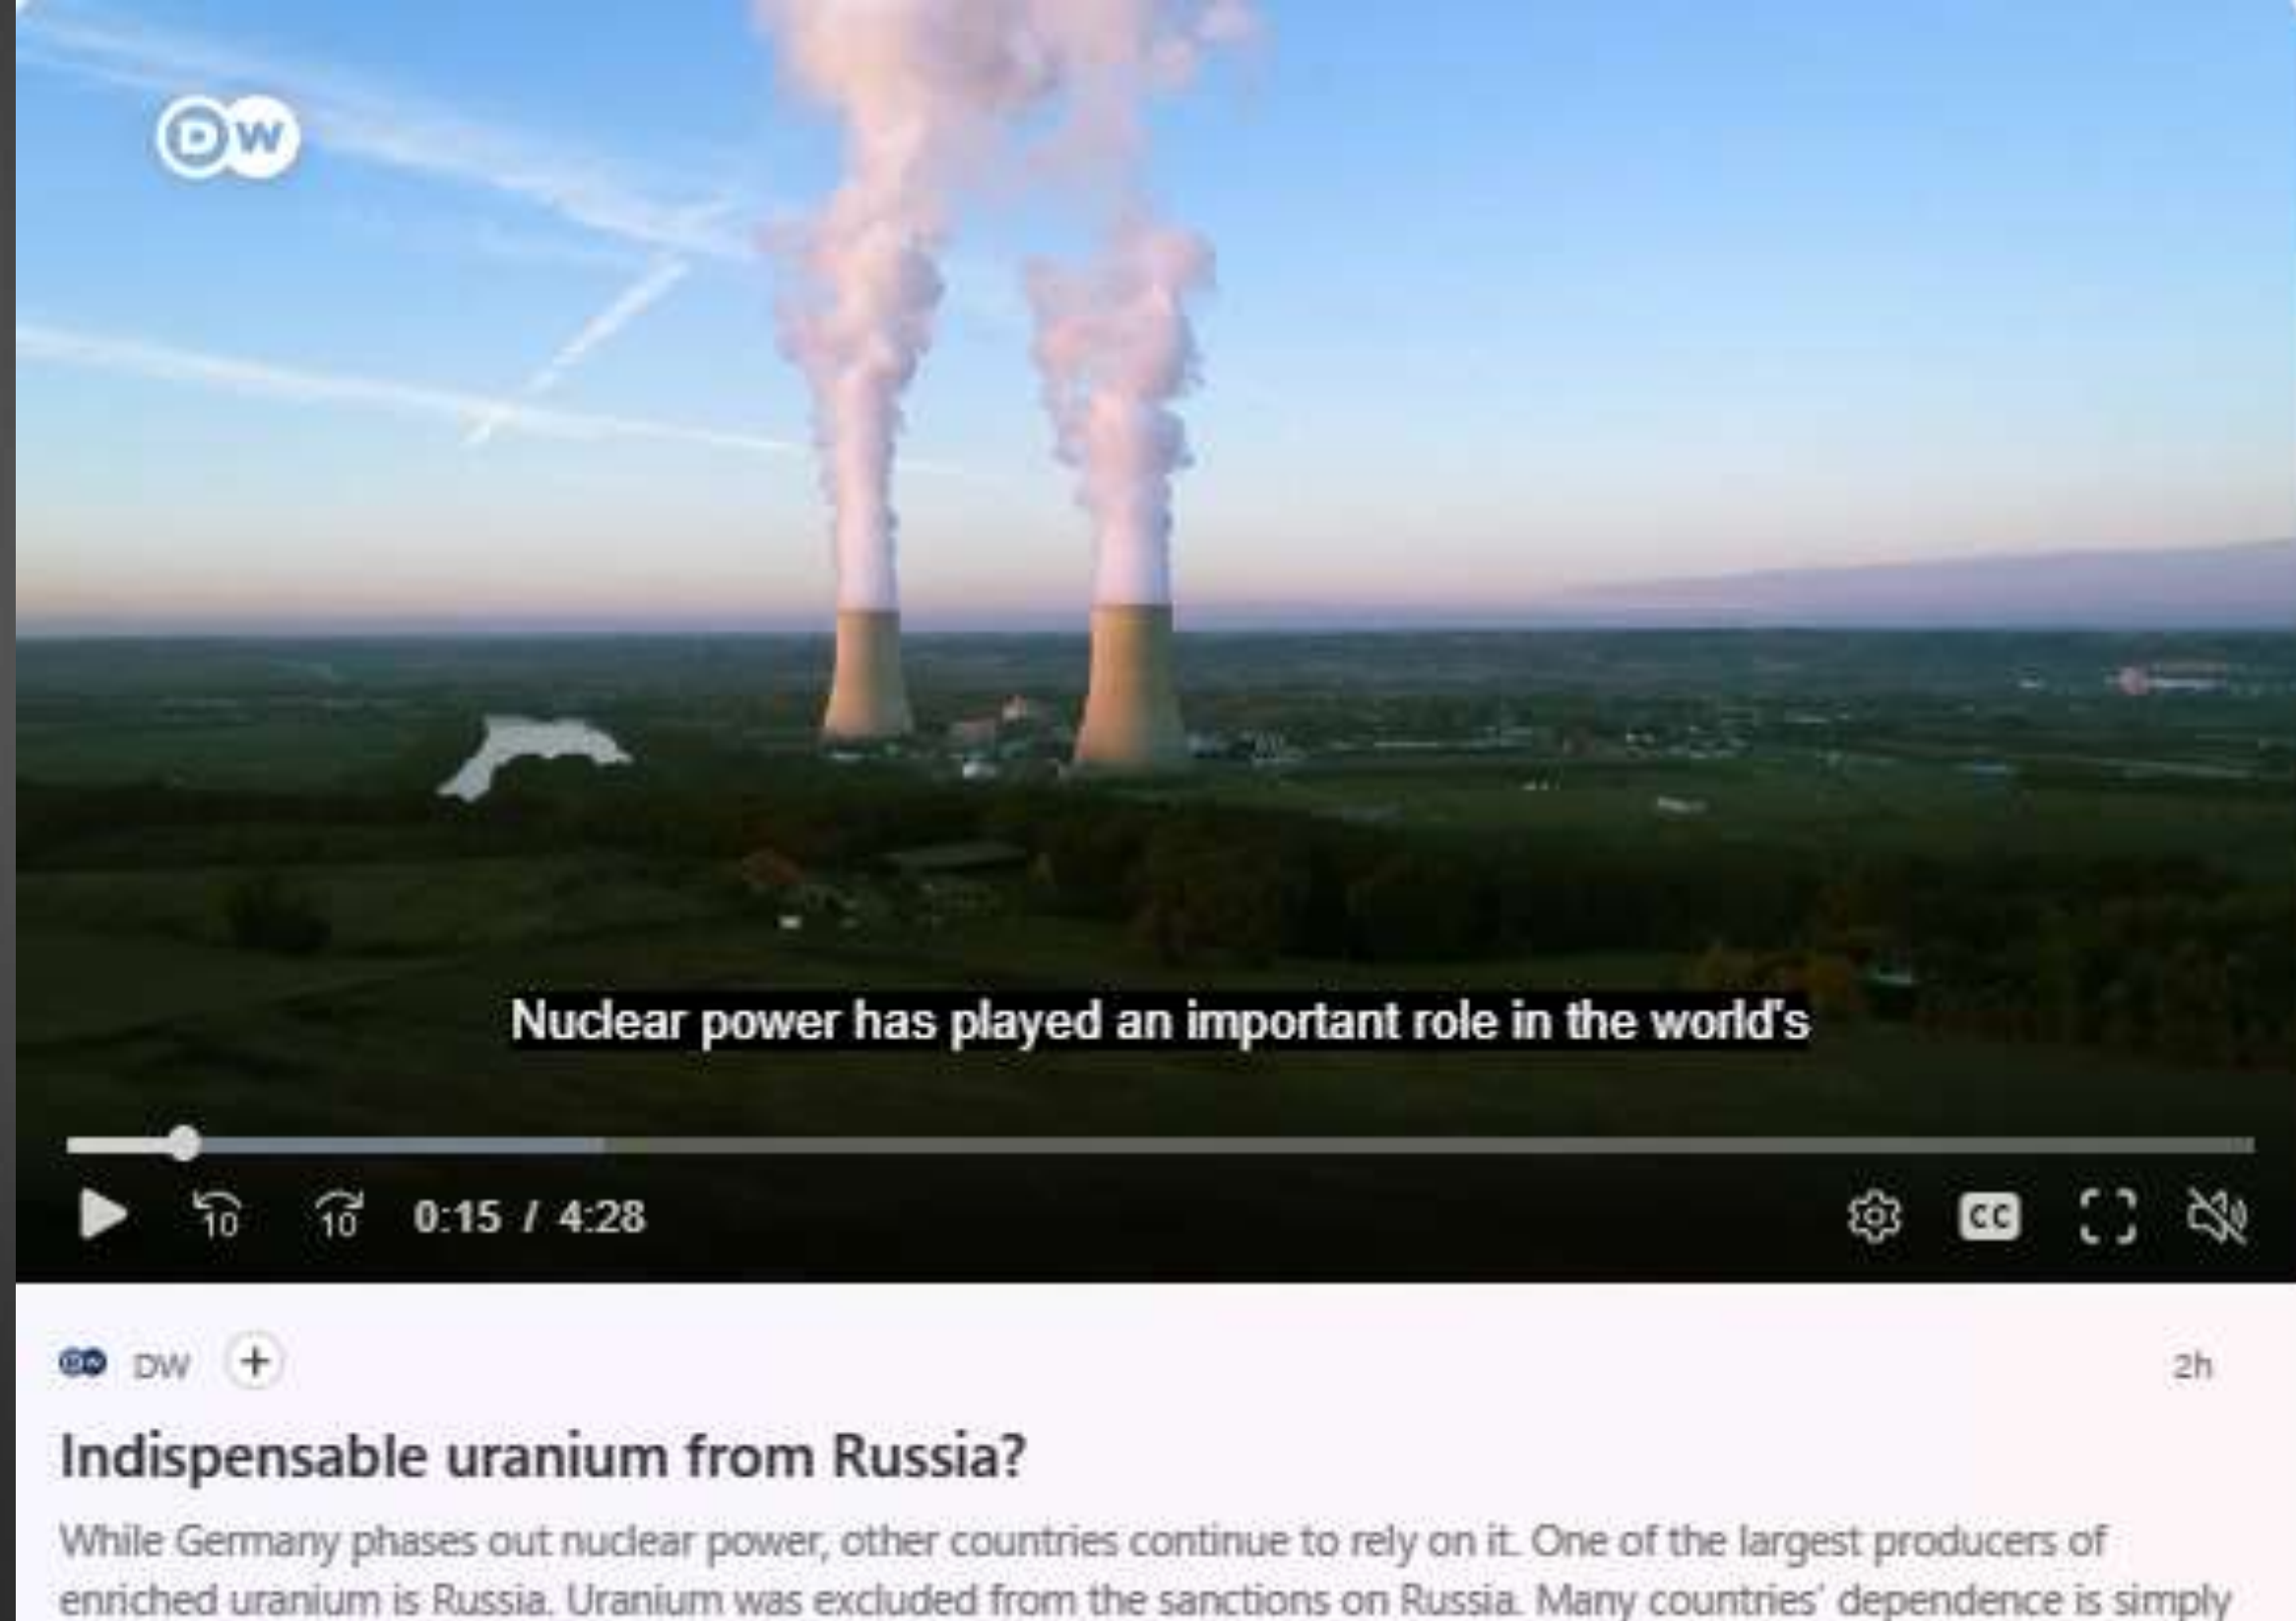 DW
Nuclear power has played an important role in the world's
10
10
0:15 / 4:28
CC
DW
DW
2h
Indispensable uranium from Russia?
While Germany phases out nuclear power, other countries continue to rely on it. One of the largest producers of
enriched uranium is Russia. Uranium was excluded from the sanctions on Russia. Many countries' dependence is simply